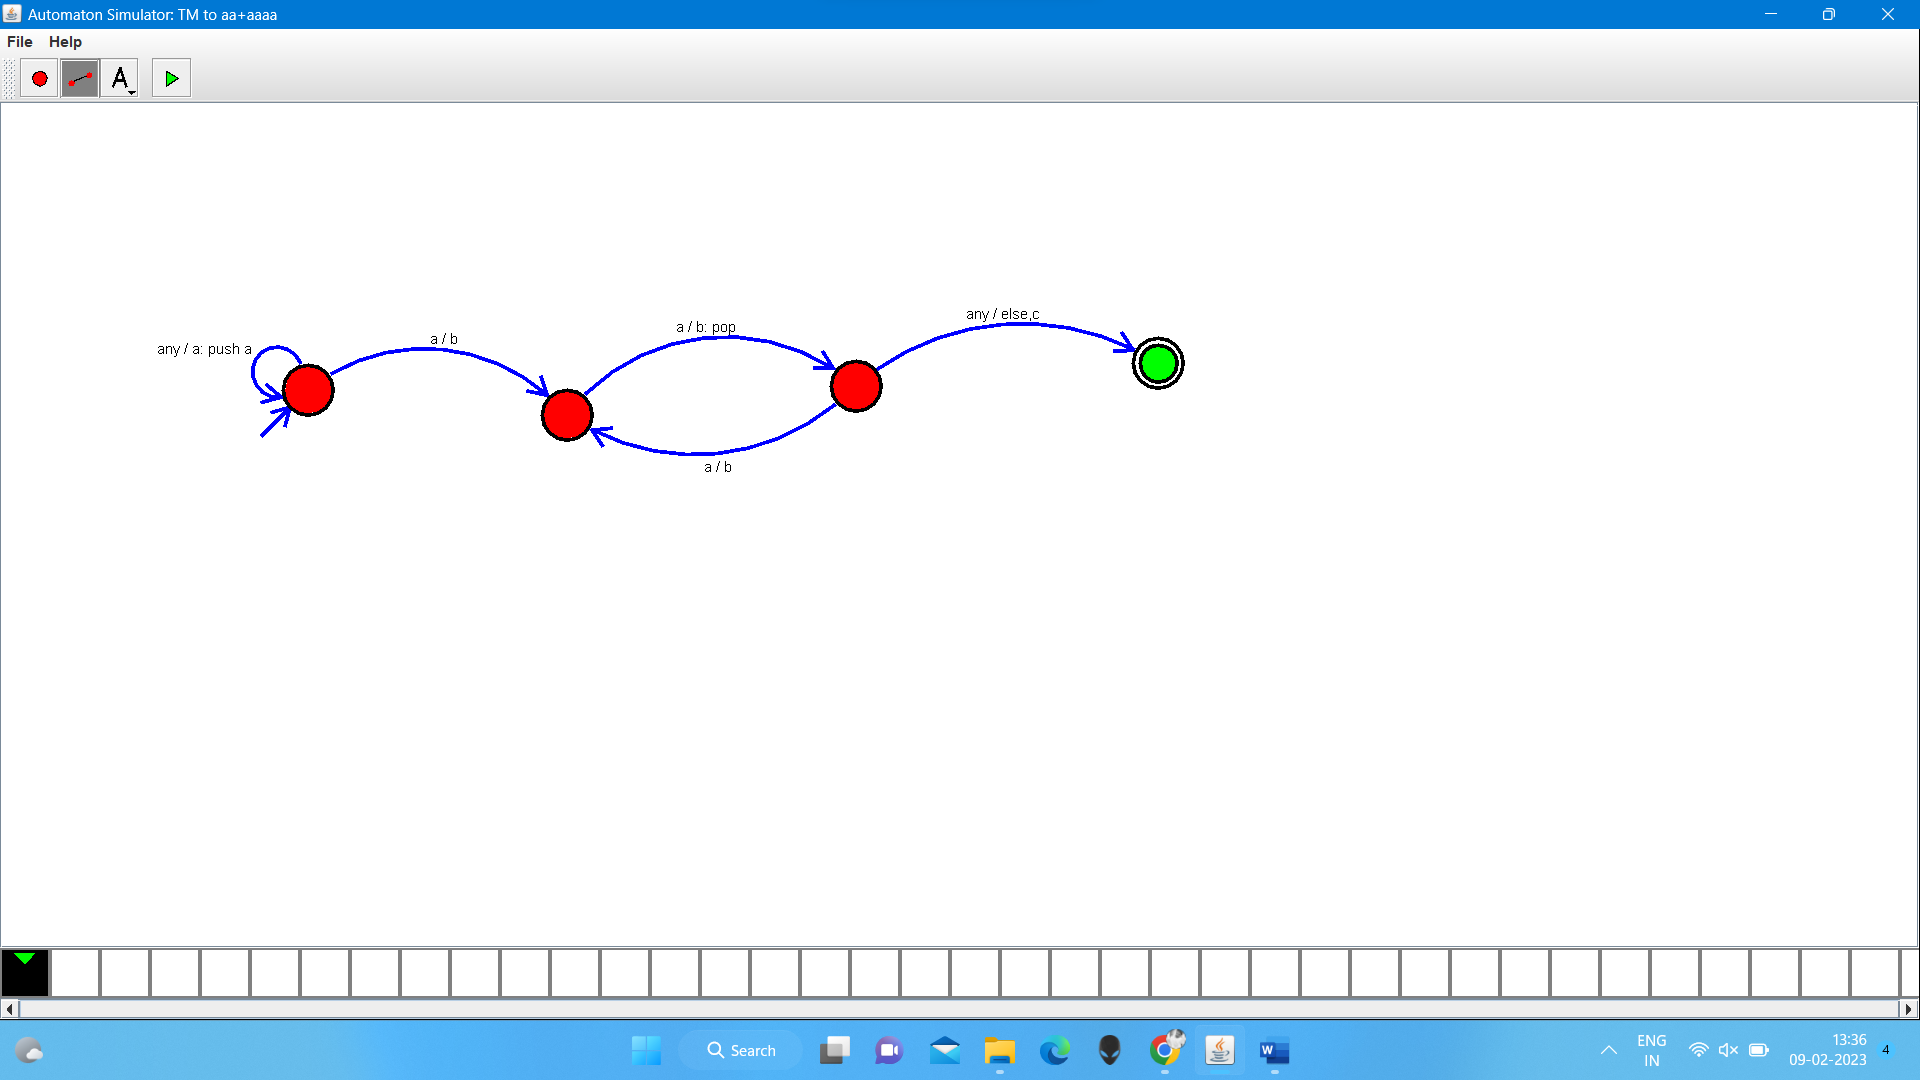 Automaton Simulator: TM to aa+aaaa
File Help
A
any / else,c
a / b: pop
a / b
any / a: push a
a / b
Search
W
ENG
IN
13:36
09-02-2023
4